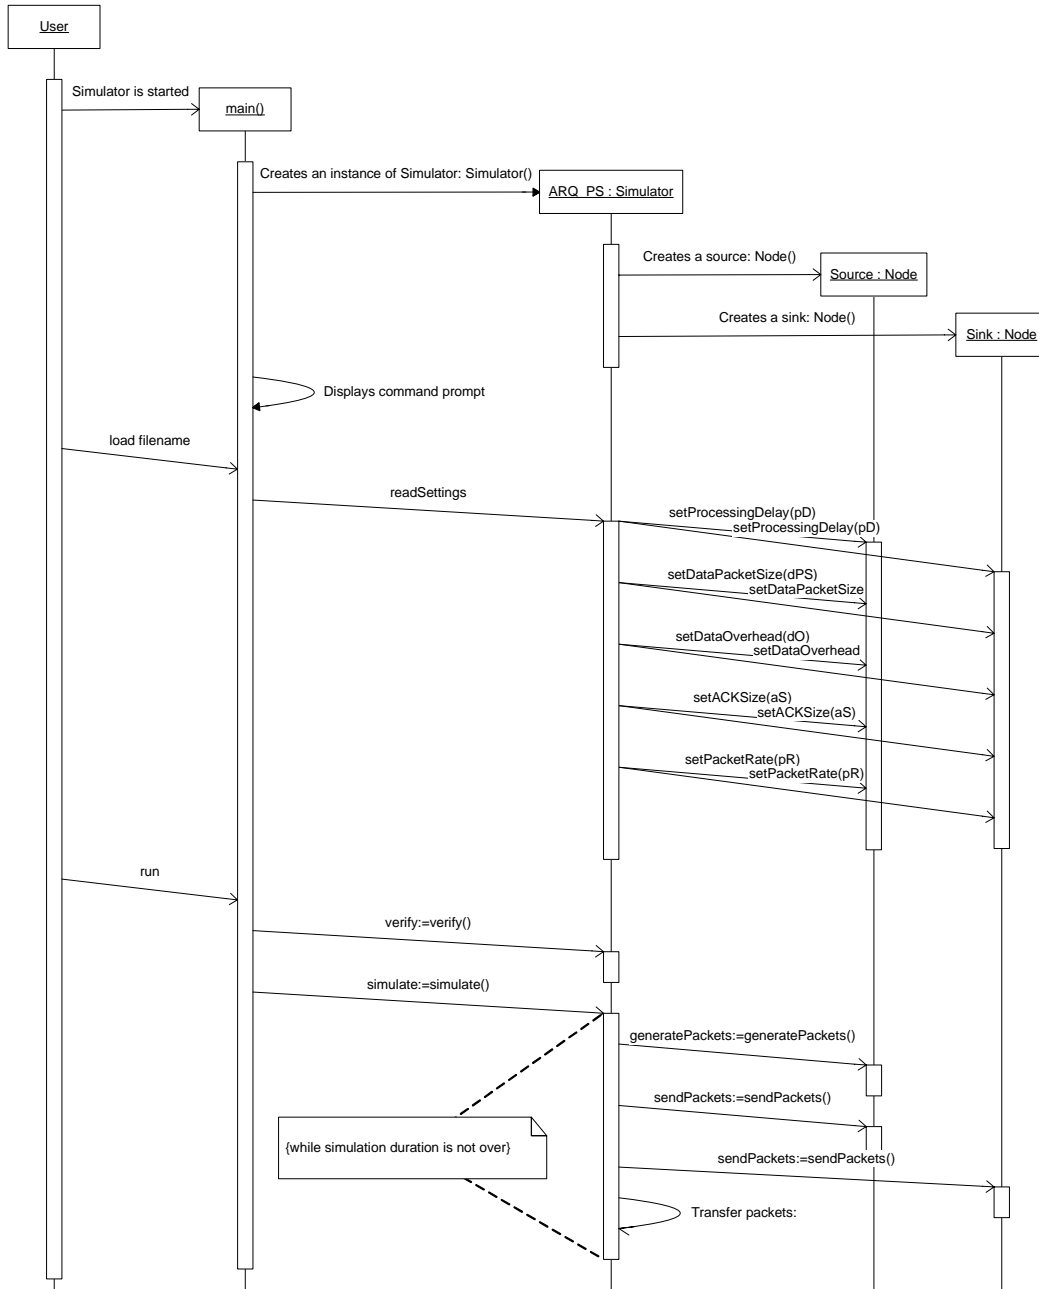 User
Simulator is started
main()
Creates an instance of Simulator: Simulator()
ARQ_PS : Simulator
Creates a source: Node()
Source : Node
Creates a sink: Node()
Sink : Node
Displays command prompt
load filename
readSettings
setProcessingDelay(pD)
setProcessingDelay(pD)
setDataPacketSize(dPS)
setDataPacketSize
setDataOverhead(dO)
setDataOverhead
setACKSize(aS)
setACKSize(aS)
setPacketRate(pR)
setPacketRate(pR)
run
verify:=verify()
simulate:=simulate()
generatePackets:=generatePackets()
sendPackets:=sendPackets()
{while simulation duration is not over}
sendPackets:=sendPackets()
Transfer packets: